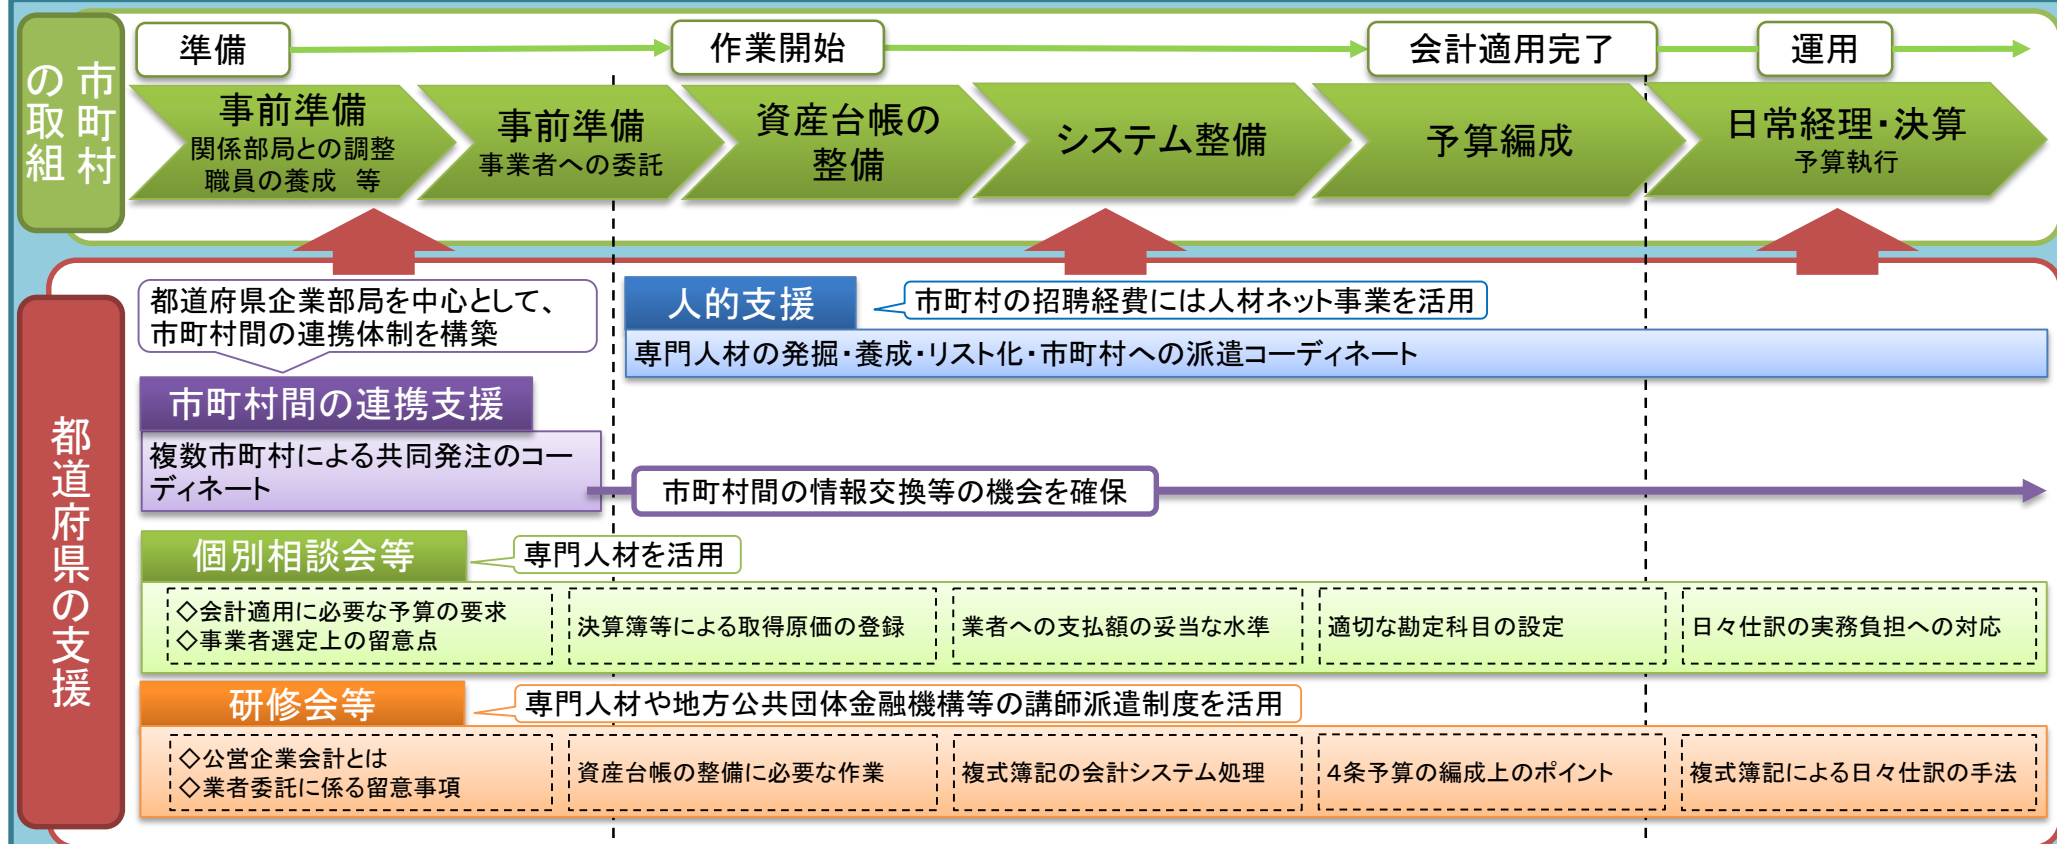 市町村
の取組
準備
作業開始
会計適用完了
運用
事前準備
関係部局との調整
職員の養成　等
事前準備
事業者への委託
資産台帳の
整備
システム整備
予算編成
日常経理・決算
予算執行
都道府県の支援
都道府県企業部局を中心として、
市町村間の連携体制を構築
人的支援
市町村の招聘経費には人材ネット事業を活用
専門人材の発掘・養成・リスト化・市町村への派遣コーディネート
市町村間の連携支援
複数市町村による共同発注のコー
ディネート
市町村間の情報交換等の機会を確保
個別相談会等
専門人材を活用
◇会計適用に必要な予算の要求
◇事業者選定上の留意点
決算簿等による取得原価の登録
業者への支払額の妥当な水準
適切な勘定科目の設定
日々仕訳の実務負担への対応
研修会等
専門人材や地方公共団体金融機構等の講師派遣制度を活用
◇公営企業会計とは
◇業者委託に係る留意事項
資産台帳の整備に必要な作業
複式簿記の会計システム処理
4条予算の編成上のポイント
複式簿記による日々仕訳の手法